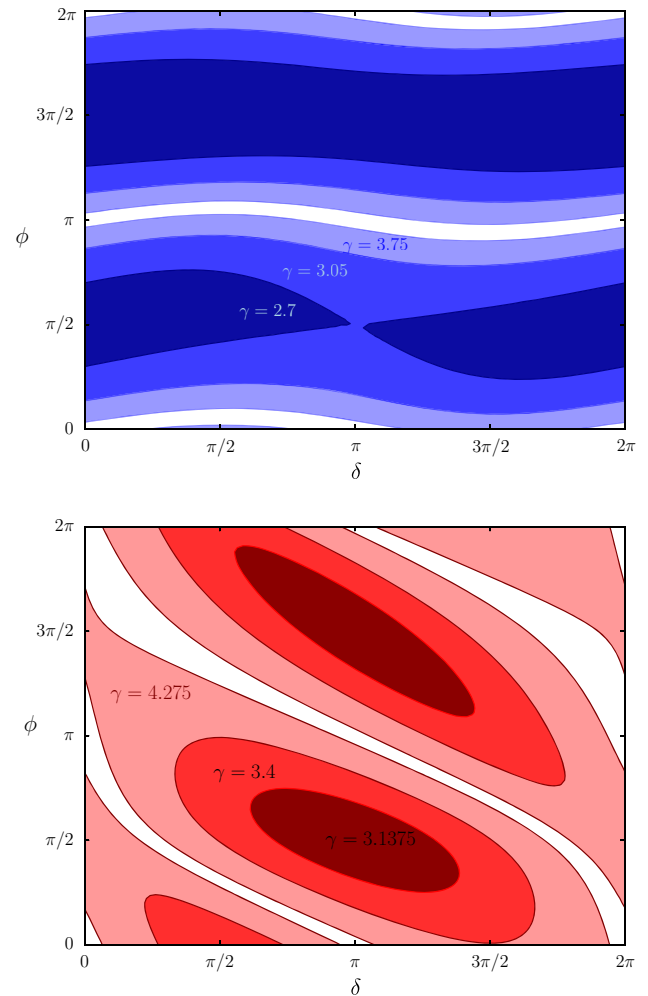 2π
3π/2
π
π/2
0
ϕ
γ = 3.75
γ = 3.05
γ = 2.7
0 π/2 π 3π/2 2π
δ
2π
3π/2
π
π/2
0
ϕ
γ = 4.275
γ = 3.4
γ = 3.1375
0 π/2 π 3π/2 2π
δ